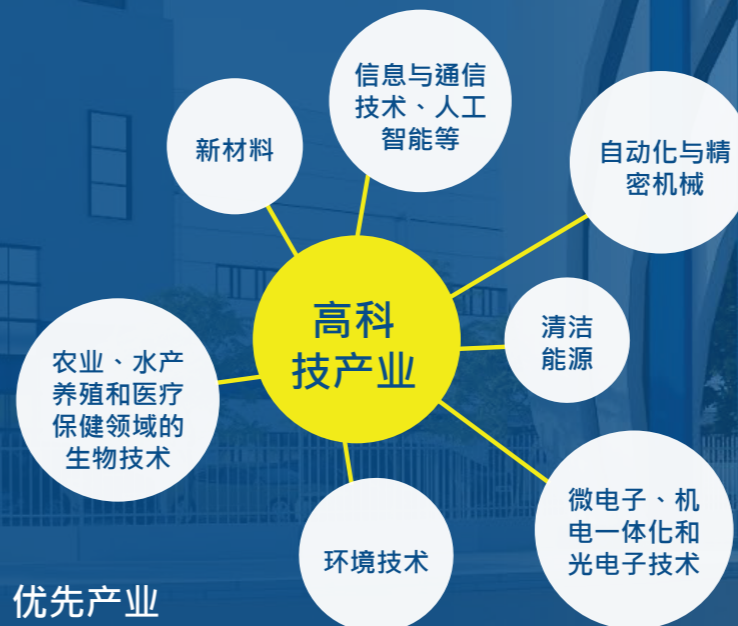 信息与通信
技术、人工
智能等
新材料
自动化与精
密机械
高科
技产业
清洁
能源
农业、水产
养殖和医疗
保健领域的
生物技术
微电子、机
电一体化和
光电子技术
环境技术
优先产业